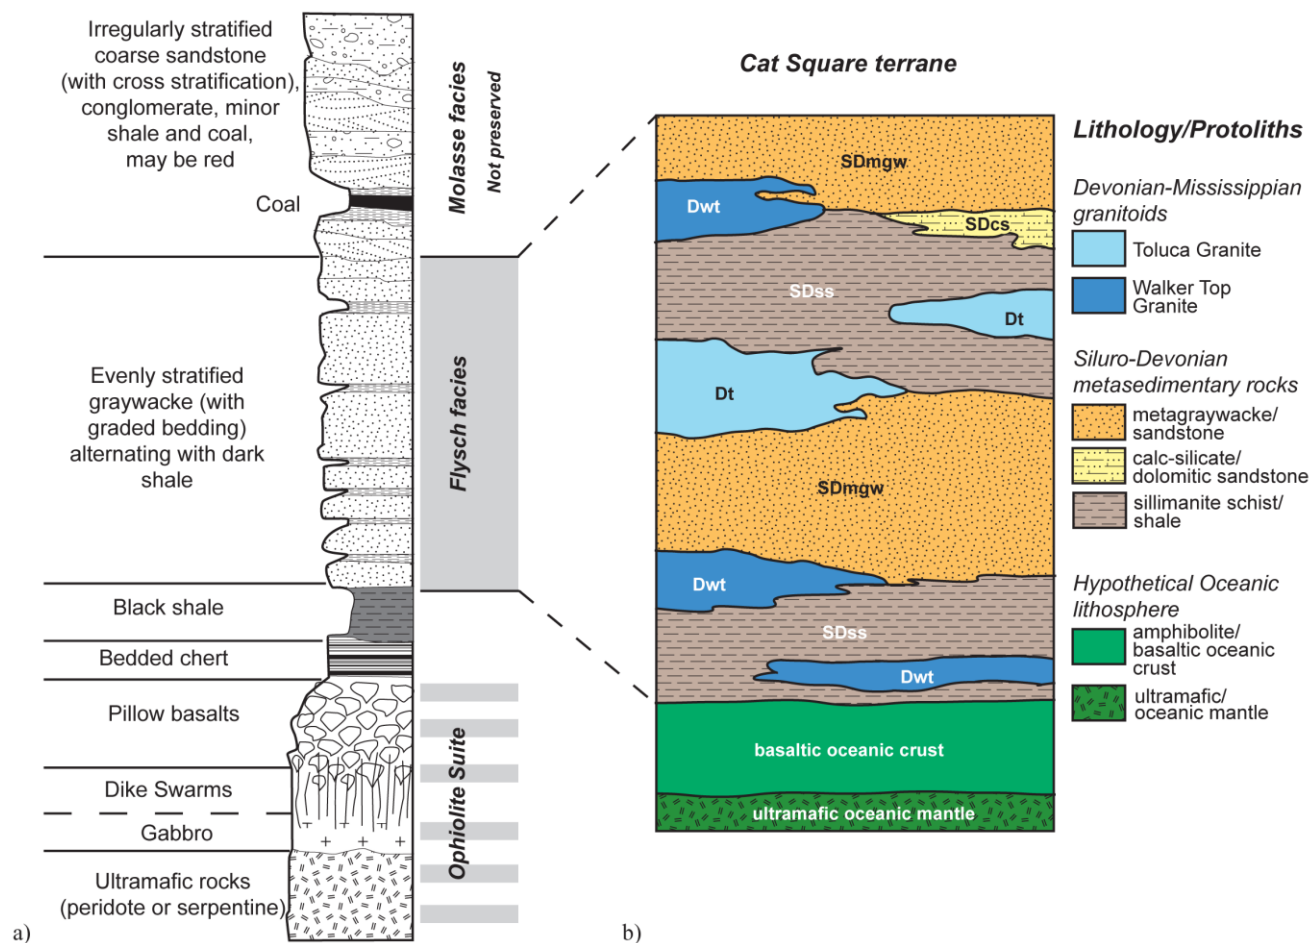 Irregularly stratified
coarse sandstone
(with cross stratification),
conglomerate, minor
shale and coal,
may be red
Coal
Evenly stratified
graywacke (with
graded bedding)
alternating with dark
shale
Black shale
Bedded chert
Pillow basalts
Dike Swarms
Gabbro
Ultramafic rocks
(peridote or serpentine)
a)
Molasse facies
Not preserved
Flysch facies
Ophiolite Suite
Cat Square terrane
SDmgw
Dwt
SDcs
SDss
Dt
Dt
SDmgw
Dwt
SDss
Dwt
basaltic oceanic crust
ultramafic oceanic mantle
b)
Lithology/Protoliths
Devonian-Mississippian
granitoids
Toluca Granite
Walker Top
Granite
Siluro-Devonian
metasedimentary rocks
metagraywacke/
sandstone
calc-silicate/
dolomitic sandstone
sillimanite schist/
shale
Hypothetical Oceanic
lithosphere
amphibolite/
basaltic oceanic
crust
ultramafic/
oceanic mantle